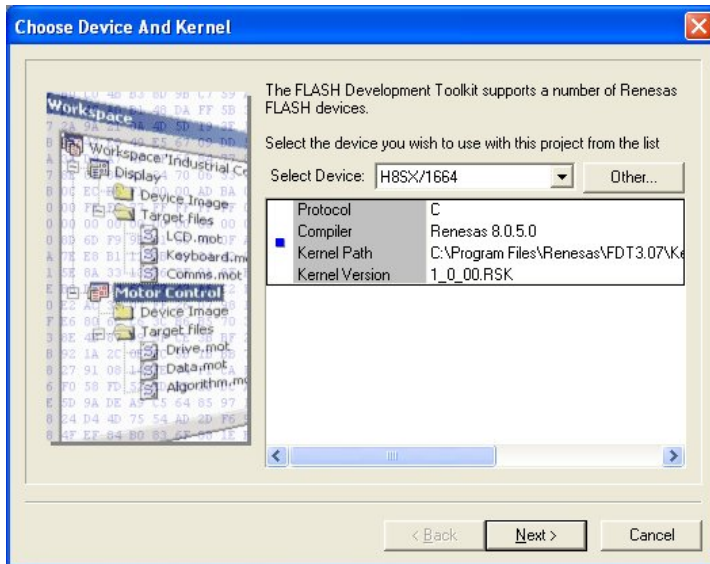 Choose Device And Kernel
The FLASH Development Toolkit supports a number of Renesas
FLASH devices.
Select the device you wish to use with this project from the list
Select Device: H8SX/1664 Other...
Protocol C
Compiler Renesas 8.0.5.0
Kernel Path C:\Program Files\Renesas\FDT3.07\Ke
Kernel Version 1_0_00.RSK
Workspace
Workspace 'Industrial Co
Display
Device Image
Target files
LCD.mot
Keyboard.m
Comms.mot
Motor Control
Device Image
Target files
Drive.mot
Data.mot
Algorithm.mo
< Back Next > Cancel